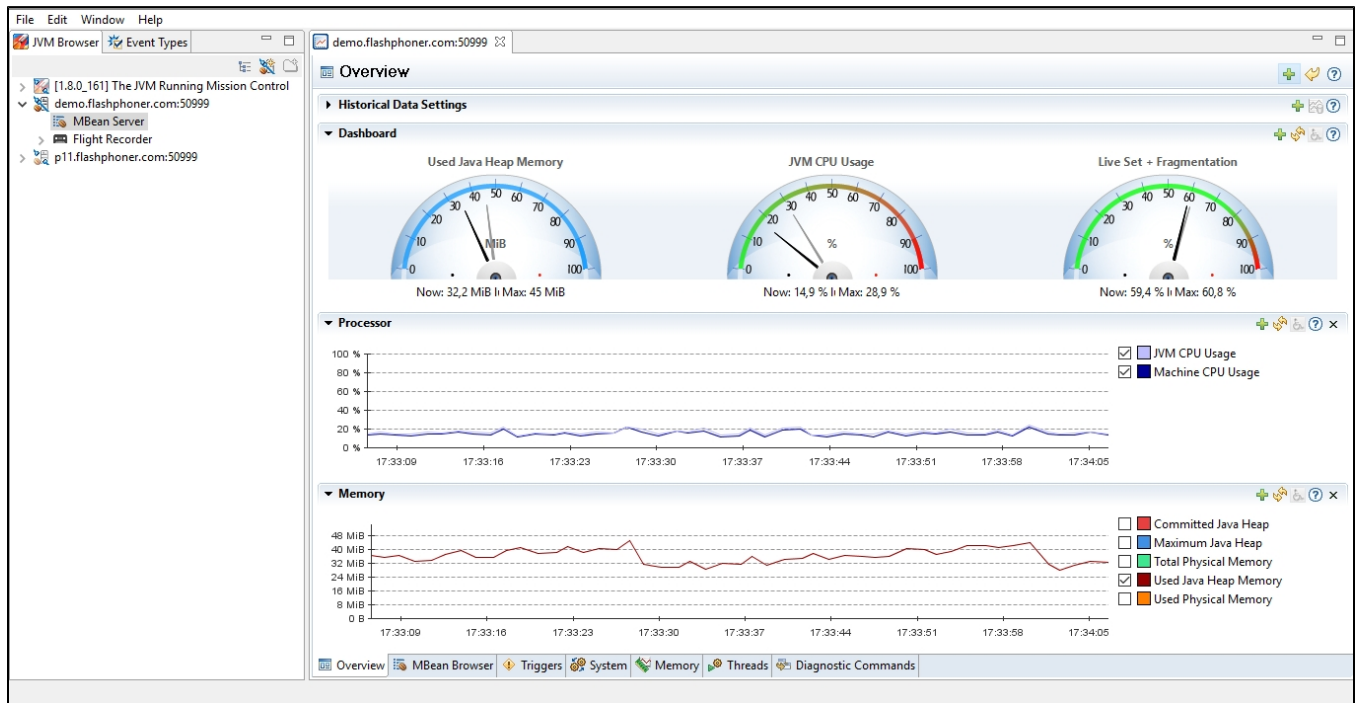 File Edit Window Help
JVM Browser Event Types
demo.flashphoner.com:50999
[1.8.0_161] The JVM Running Mission Control
demo.flashphoner.com:50999
MBean Server
Flight Recorder
p11.flashphoner.com:50999
Overview
Historical Data Settings
Dashboard
Used Java Heap Memory
0 10 20 30 40 50 60 70 80 90 100
MiB
Now: 32,2 MiB Max: 45 MiB
JVM CPU Usage
0 10 20 30 40 50 60 70 80 90 100
%
Now: 14,9 % Max: 28,9 %
Live Set + Fragmentation
0 10 20 30 40 50 60 70 80 90 100
%
Now: 59,4 % Max: 60,8 %
Processor
100 %
80 %
60 %
40 %
20 %
0 %
17:33:09 17:33:16 17:33:23 17:33:30 17:33:37 17:33:44 17:33:51 17:33:58 17:34:05
JVM CPU Usage
Machine CPU Usage
Memory
48 MiB
40 MiB
32 MiB
24 MiB
16 MiB
8 MiB
0 B
17:33:09 17:33:16 17:33:23 17:33:30 17:33:37 17:33:44 17:33:51 17:33:58 17:34:05
Committed Java Heap
Maximum Java Heap
Total Physical Memory
Used Java Heap Memory
Used Physical Memory
Overview MBean Browser Triggers System Memory Threads Diagnostic Commands